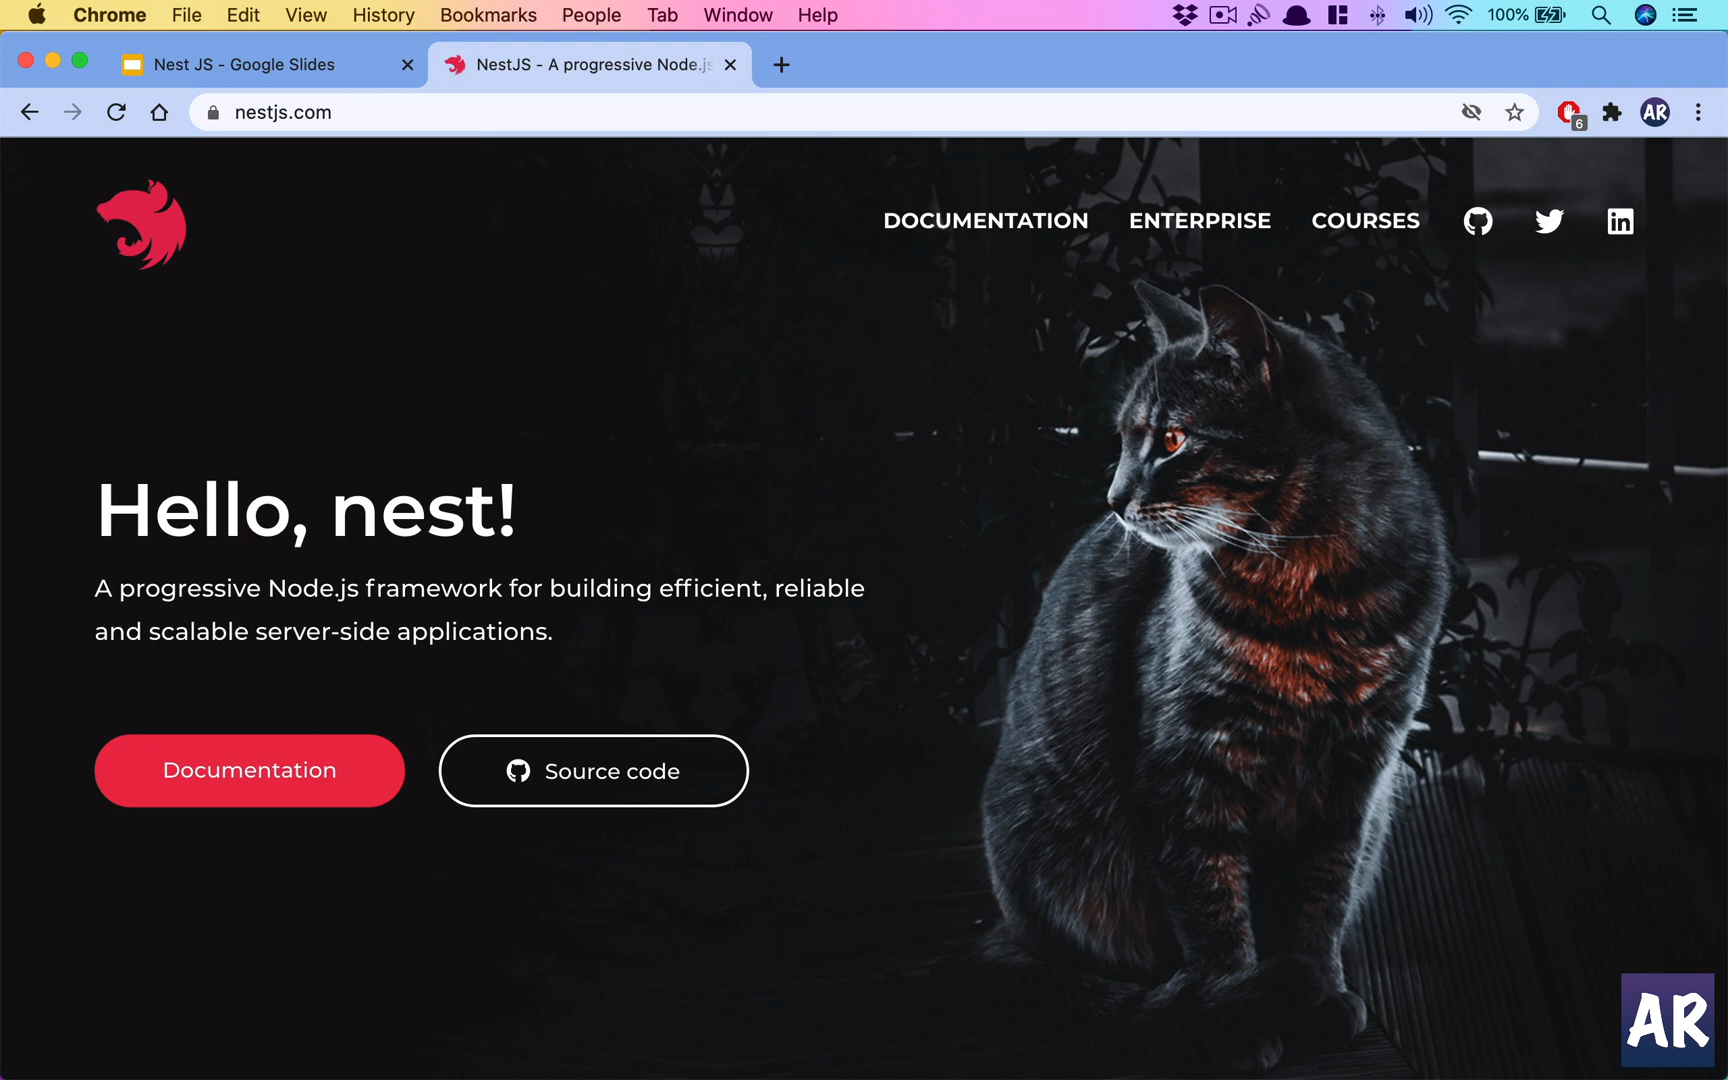 Chrome File Edit View History Bookmarks People Tab Window Help 100%
Nest JS - Google Slides NestJS - A progressive Node.js
nestjs.com 6 AR
DOCUMENTATION ENTERPRISE COURSES in
Hello, nest!
A progressive Node.js framework for building efficient, reliable
and scalable server-side applications.
Documentation Source code
AR